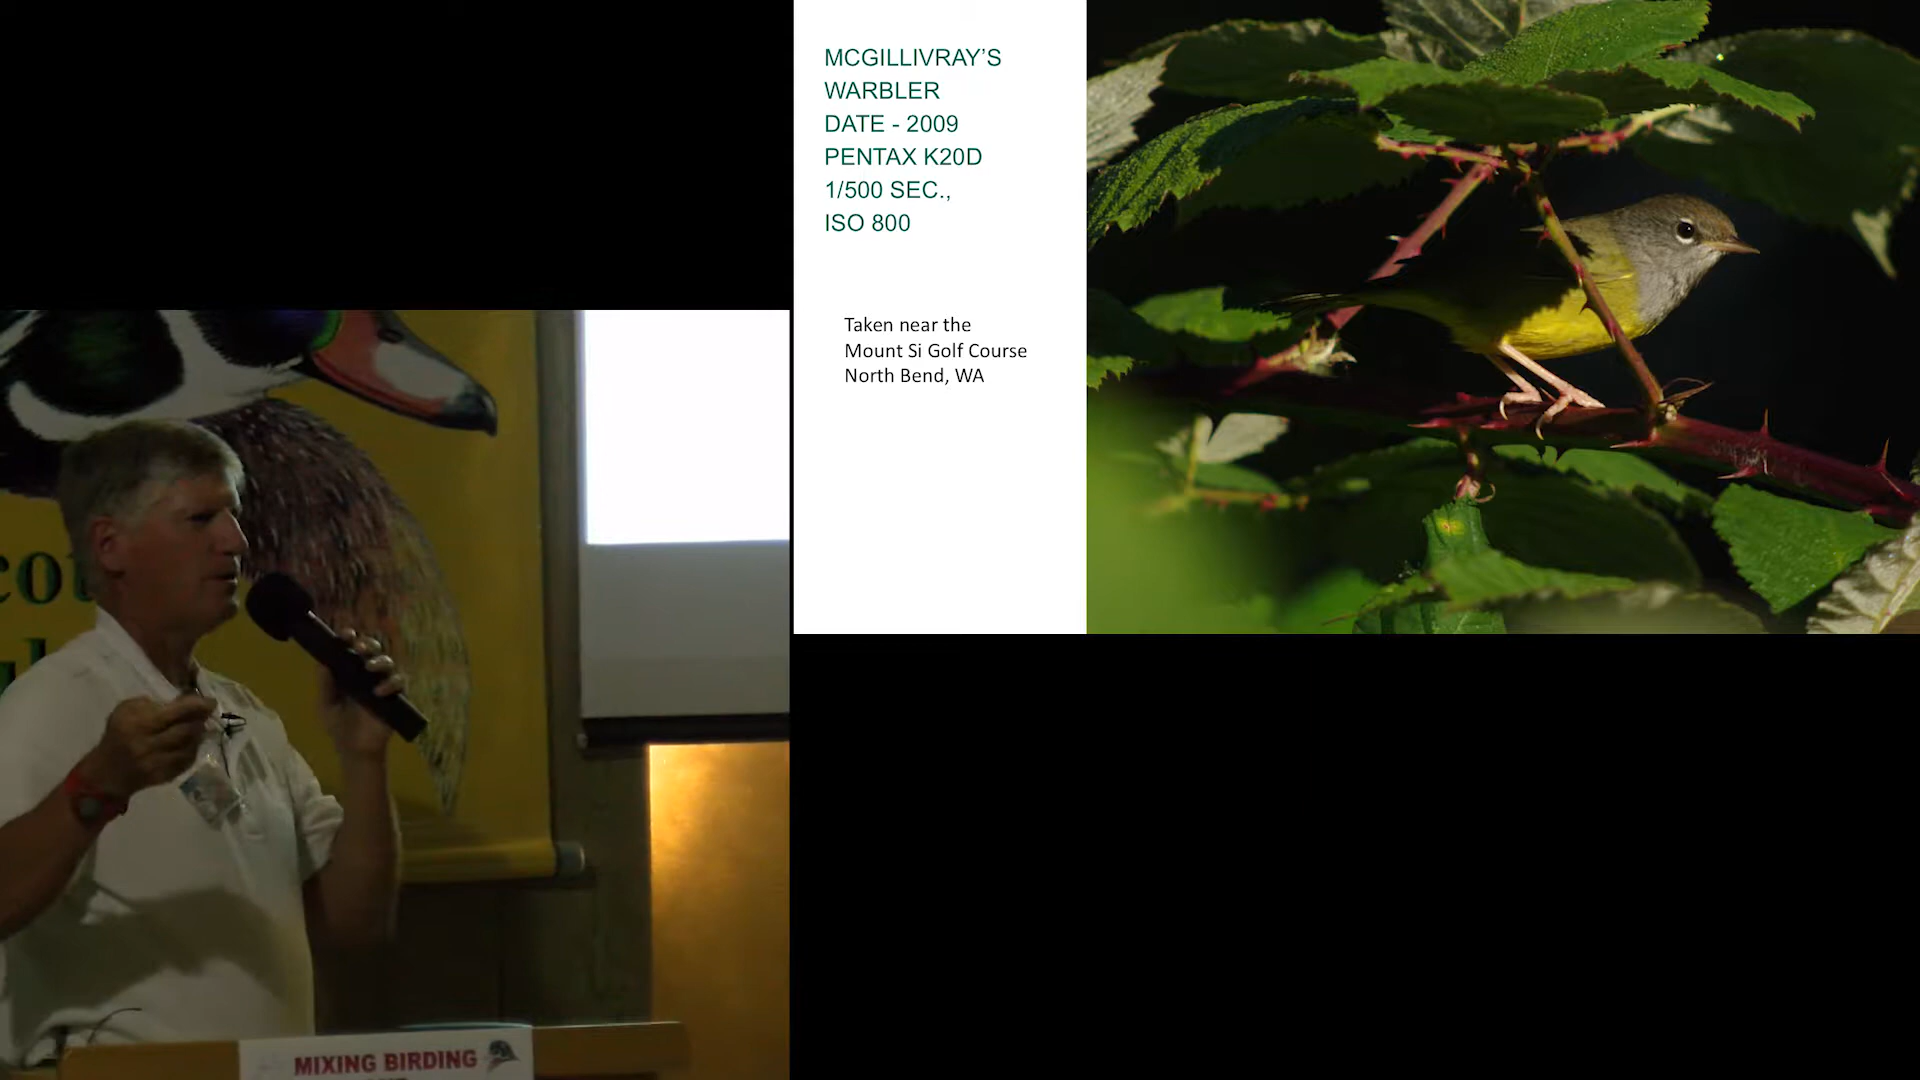 MCGILLIVRAY’S
WARBLER
DATE - 2009
PENTAX K20D
1/500 SEC.,
ISO 800
Taken near the
Mount Si Golf Course
North Bend, WA
MIXING BIRDING